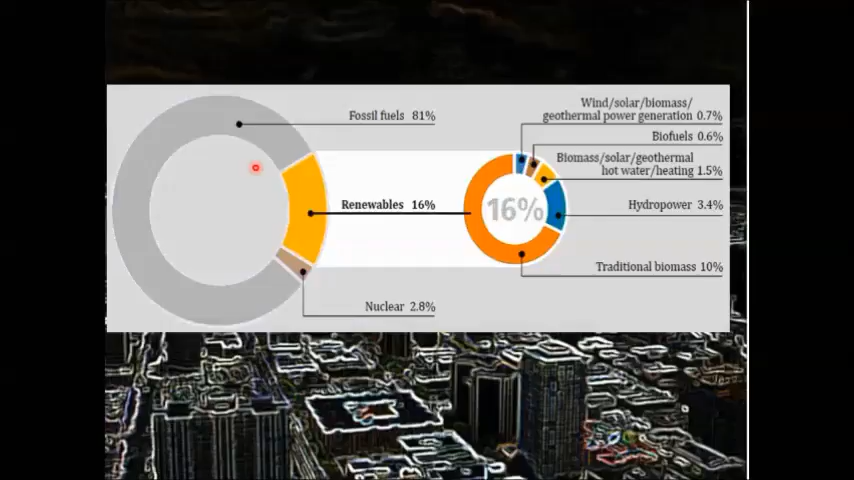 Fossil fuels 81%
Renewables 16%
Nuclear 2.8%
16%
Wind/solar/biomass/
geothermal power generation 0.7%
Biofuels 0.6%
Biomass/solar/geothermal
hot water/heating 1.5%
Hydropower 3.4%
Traditional biomass 10%